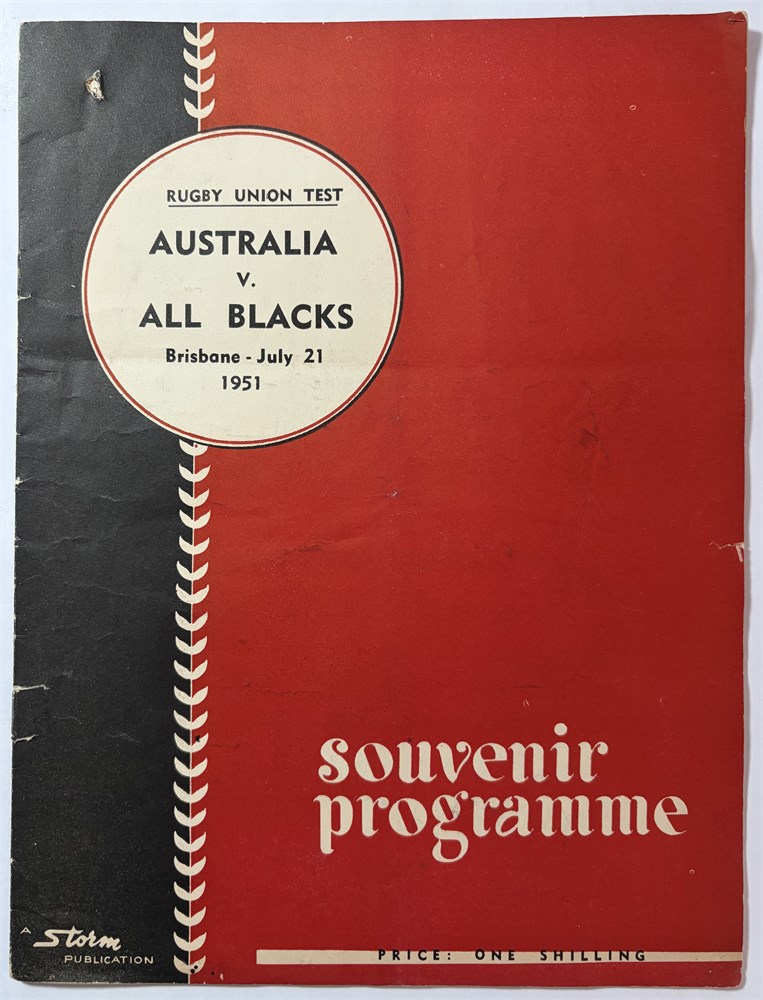 RUGBY UNION TEST
AUSTRALIA
V.
ALL BLACKS
Brisbane - July 21
1951
souvenir
programme
A Storm
PUBLICATION
PRICE: ONE SHILLING